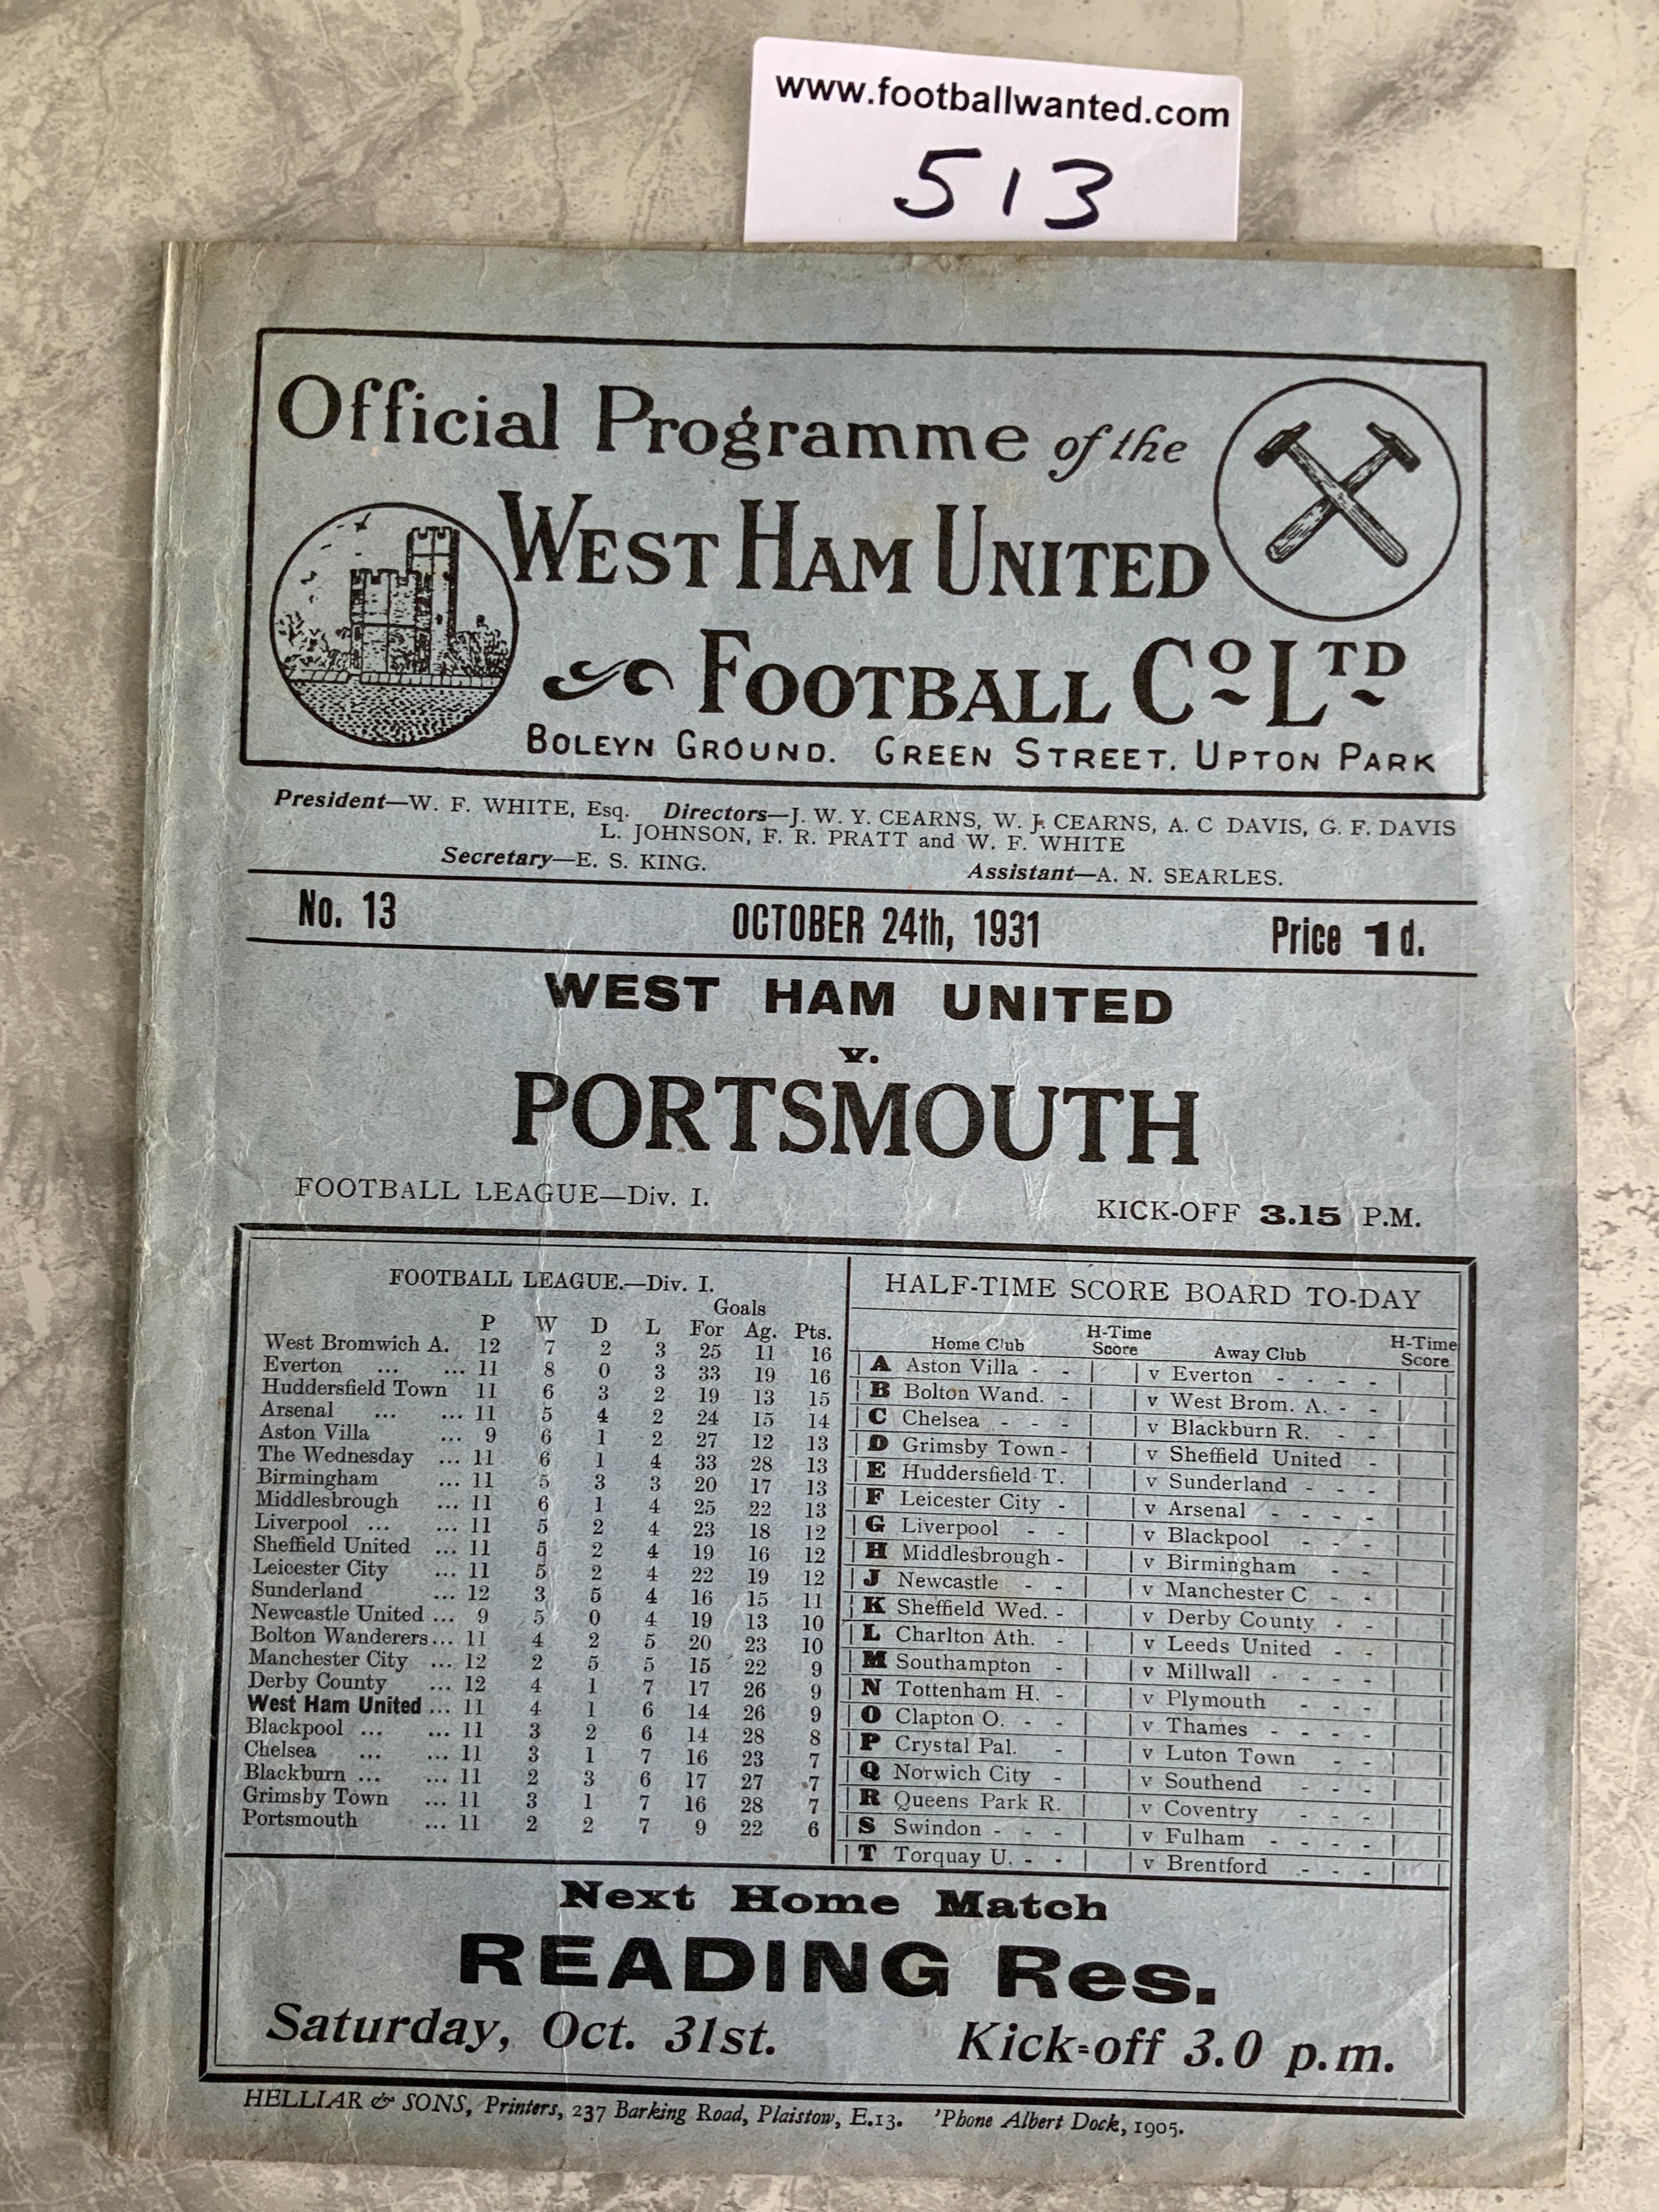 www.footballwanted.com
513
Official Programme of the
WEST HAM UNITED
FOOTBALL CO LTD
BOLEYN GROUND. GREEN STREET. UPTON PARK
President—W. F. WHITE, Esq. Directors—J. W. Y. CEARNS, W. J. CEARNS, A. C DAVIS, G. F. DAVIS
L. JOHNSON, F. R. PRATT and W. F. WHITE
Secretary—E. S. KING. Assistant—A. N. SEARLES.
No. 13 OCTOBER 24th, 1931 Price 1d.
WEST HAM UNITED
v.
PORTSMOUTH
FOOTBALL LEAGUE—Div. I. KICK-OFF 3.15 P.M.
FOOTBALL LEAGUE.—Div. I.
Goals
P W D L For Ag. Pts.
West Bromwich A. 12 7 2 3 25 11 16
Everton ... ... 11 8 0 3 33 19 16
Huddersfield Town 11 6 3 2 19 13 15
Arsenal ... ... 11 5 4 2 24 15 14
Aston Villa ... 9 6 1 2 27 12 13
The Wednesday ... 11 6 1 4 33 28 13
Birmingham ... 11 5 3 3 20 17 13
Middlesbrough ... 11 6 1 4 25 22 13
Liverpool ... ... 11 5 2 4 23 18 12
Sheffield United ... 11 5 2 4 19 16 12
Leicester City ... 11 5 2 4 22 19 12
Sunderland ... 12 3 5 4 16 15 11
Newcastle United ... 9 5 0 4 19 13 10
Bolton Wanderers ... 11 4 2 5 20 23 10
Manchester City ... 12 2 5 5 15 22 9
Derby County ... 12 4 1 7 17 26 9
West Ham United ... 11 4 1 6 14 26 9
Blackpool ... ... 11 3 2 6 14 28 8
Chelsea ... ... 11 3 1 7 16 23 7
Blackburn ... ... 11 2 3 6 17 27 7
Grimsby Town ... 11 3 1 7 16 28 7
Portsmouth ... 11 2 2 7 9 22 6
HALF-TIME SCORE BOARD TO-DAY
Home Club H-Time Score Away Club H-Time Score
A Aston Villa - - v Everton - - - -
B Bolton Wand. - v West Brom. A. - -
C Chelsea - - - v Blackburn R. - -
D Grimsby Town - v Sheffield United -
E Huddersfield T. v Sunderland - - -
F Leicester City - v Arsenal - - - -
G Liverpool - - v Blackpool - - -
H Middlesbrough - v Birmingham - -
J Newcastle - - v Manchester C - -
K Sheffield Wed. - v Derby County - -
L Charlton Ath. - v Leeds United - -
M Southampton - v Millwall - - - -
N Tottenham H. - v Plymouth - - -
O Clapton O. - - v Thames - - - -
P Crystal Pal. - v Luton Town - -
Q Norwich City - v Southend - - -
R Queens Park R. v Coventry - - -
S Swindon - - - v Fulham - - - -
T Torquay U. - - v Brentford - - -
Next Home Match
READING Res.
Saturday, Oct. 31st. Kick-off 3.0 p.m.
HELLIAR & SONS, Printers, 237 Barking Road, Plaistow, E.13. 'Phone Albert Dock, 1905.